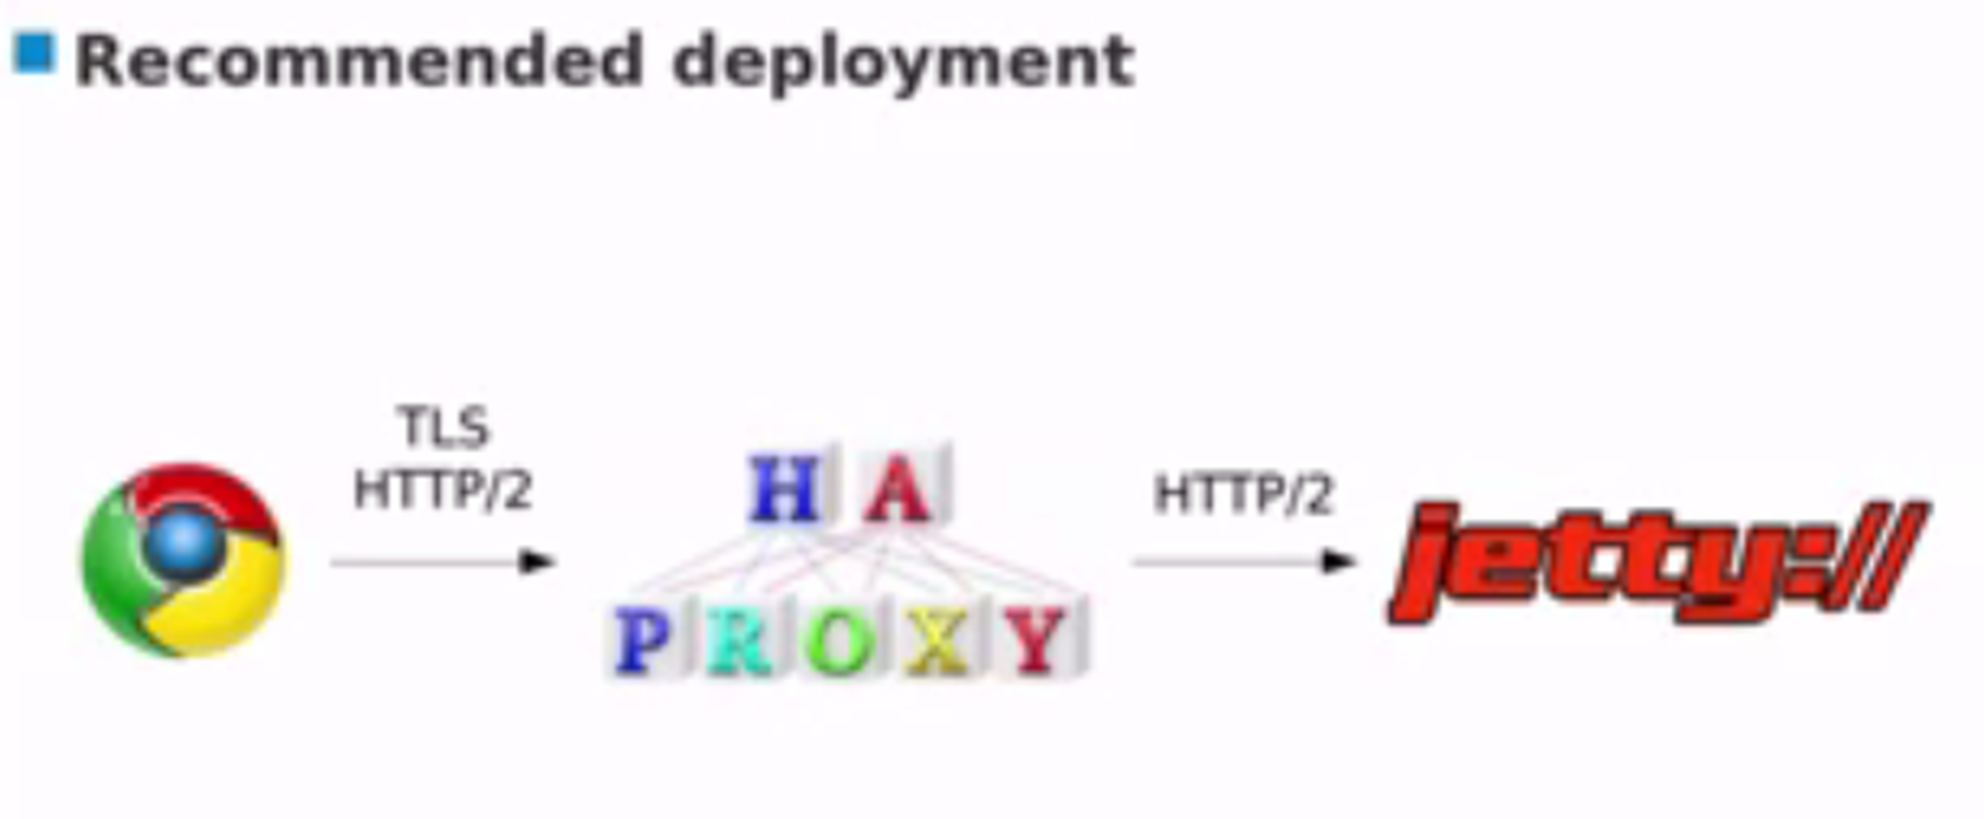 Recommended deployment
TLS
HTTP/2
HA
PROXY
HTTP/2
jetty://